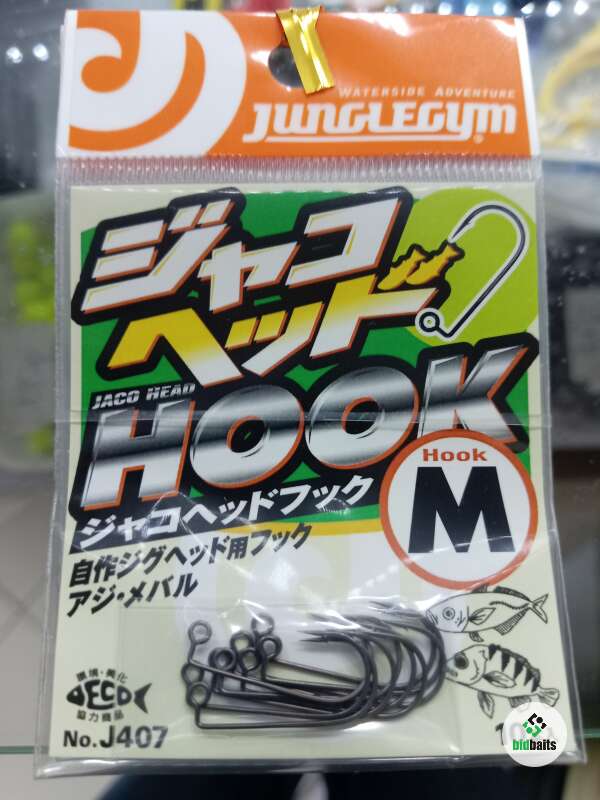 WATERSIDE ADVENTURE
JUNGLEGYM®
ジャコ
ヘッド
JACO HEAD
HOOK
ジャコヘッドフック
Hook
M
自作ジグヘッド用フック
アジ・メバル
環境・美化
ECO
協力商品
No.J407
bidbaits